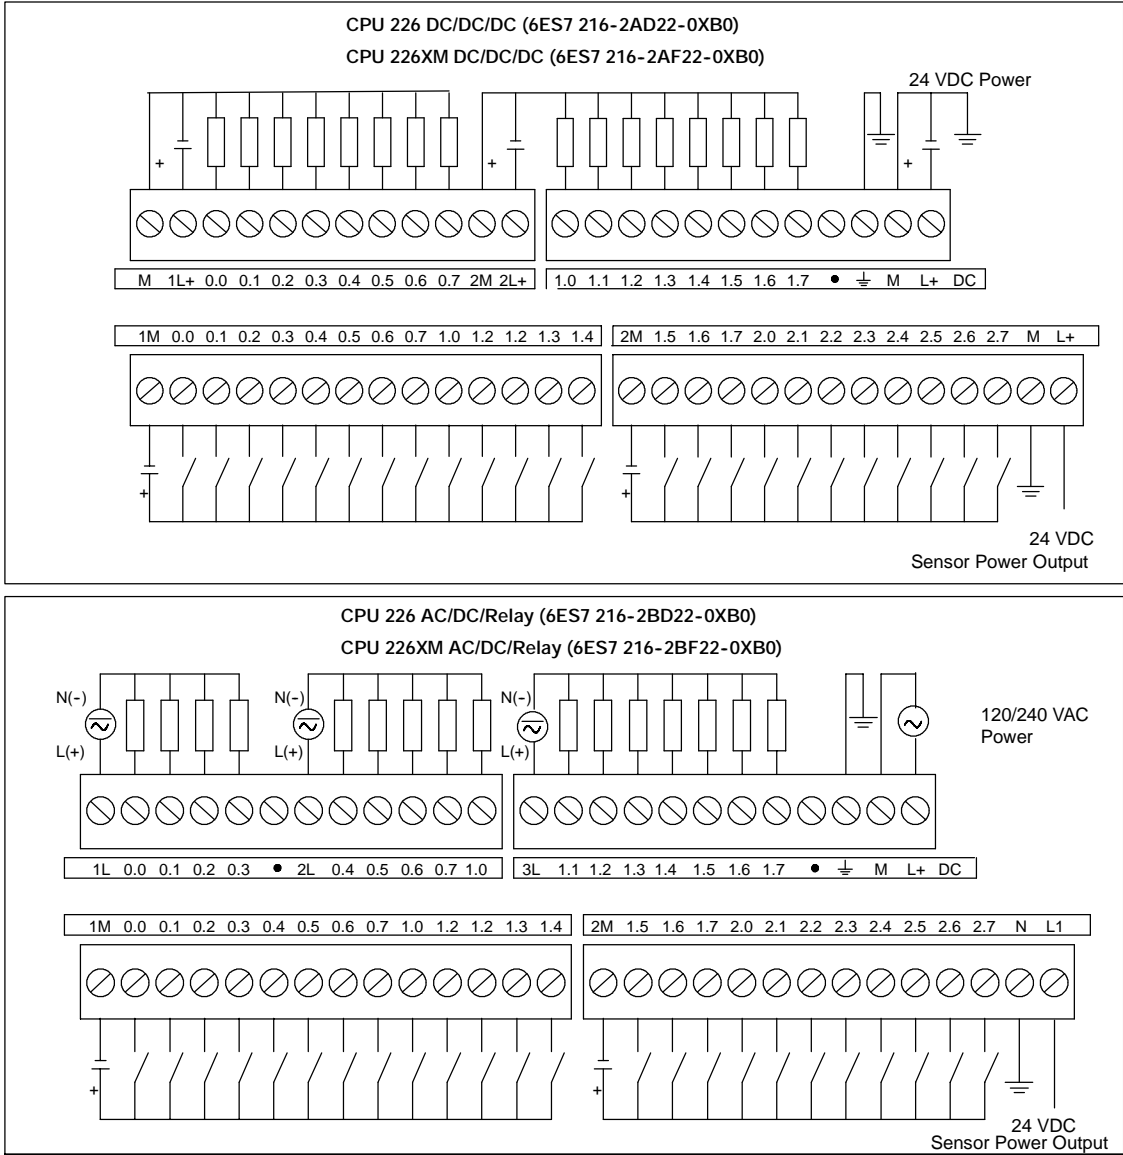 CPU 226 DC/DC/DC (6ES7 216-2AD22-0XB0)
CPU 226XM DC/DC/DC (6ES7 216-2AF22-0XB0)
24 VDC Power
+ + +
M 1L+ 0.0 0.1 0.2 0.3 0.4 0.5 0.6 0.7 2M 2L+ 1.0 1.1 1.2 1.3 1.4 1.5 1.6 1.7 ● ⏚ M L+ DC
1M 0.0 0.1 0.2 0.3 0.4 0.5 0.6 0.7 1.0 1.2 1.2 1.3 1.4 2M 1.5 1.6 1.7 2.0 2.1 2.2 2.3 2.4 2.5 2.6 2.7 M L+
+ +
24 VDC
Sensor Power Output
CPU 226 AC/DC/Relay (6ES7 216-2BD22-0XB0)
CPU 226XM AC/DC/Relay (6ES7 216-2BF22-0XB0)
N(-) N(-) N(-)
120/240 VAC
Power
L(+) L(+) L(+)
1L 0.0 0.1 0.2 0.3 ● 2L 0.4 0.5 0.6 0.7 1.0 3L 1.1 1.2 1.3 1.4 1.5 1.6 1.7 ● ⏚ M L+ DC
1M 0.0 0.1 0.2 0.3 0.4 0.5 0.6 0.7 1.0 1.2 1.2 1.3 1.4 2M 1.5 1.6 1.7 2.0 2.1 2.2 2.3 2.4 2.5 2.6 2.7 N L1
+ +
24 VDC
Sensor Power Output